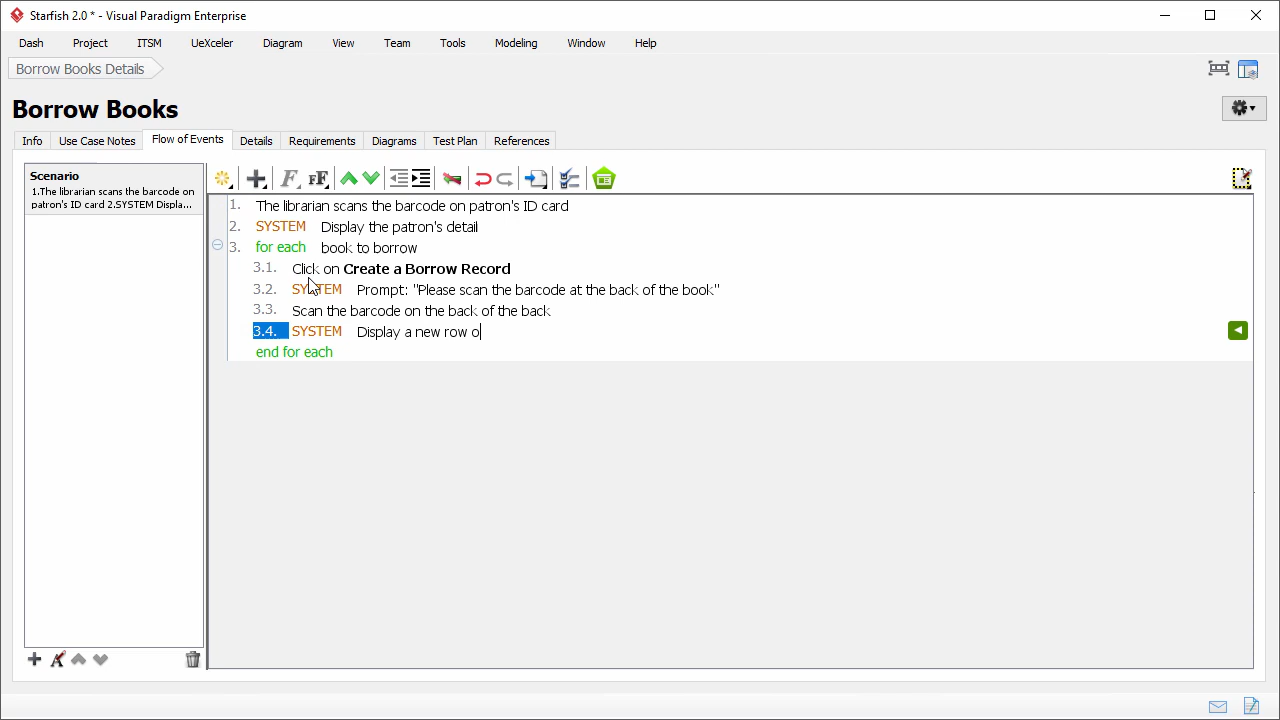 Starfish 2.0 * - Visual Paradigm Enterprise
Dash Project ITSM UeXceler Diagram View Team Tools Modeling Window Help
Borrow Books Details
Borrow Books
Info Use Case Notes Flow of Events Details Requirements Diagrams Test Plan References
Scenario
1.The librarian scans the barcode on
patron's ID card 2.SYSTEM Displa...
F FF
1. The librarian scans the barcode on patron's ID card
2. SYSTEM Display the patron's detail
3. for each book to borrow
3.1. Click on Create a Borrow Record
3.2. SYSTEM Prompt: "Please scan the barcode at the back of the book"
3.3. Scan the barcode on the back of the back
3.4. SYSTEM Display a new row o
end for each